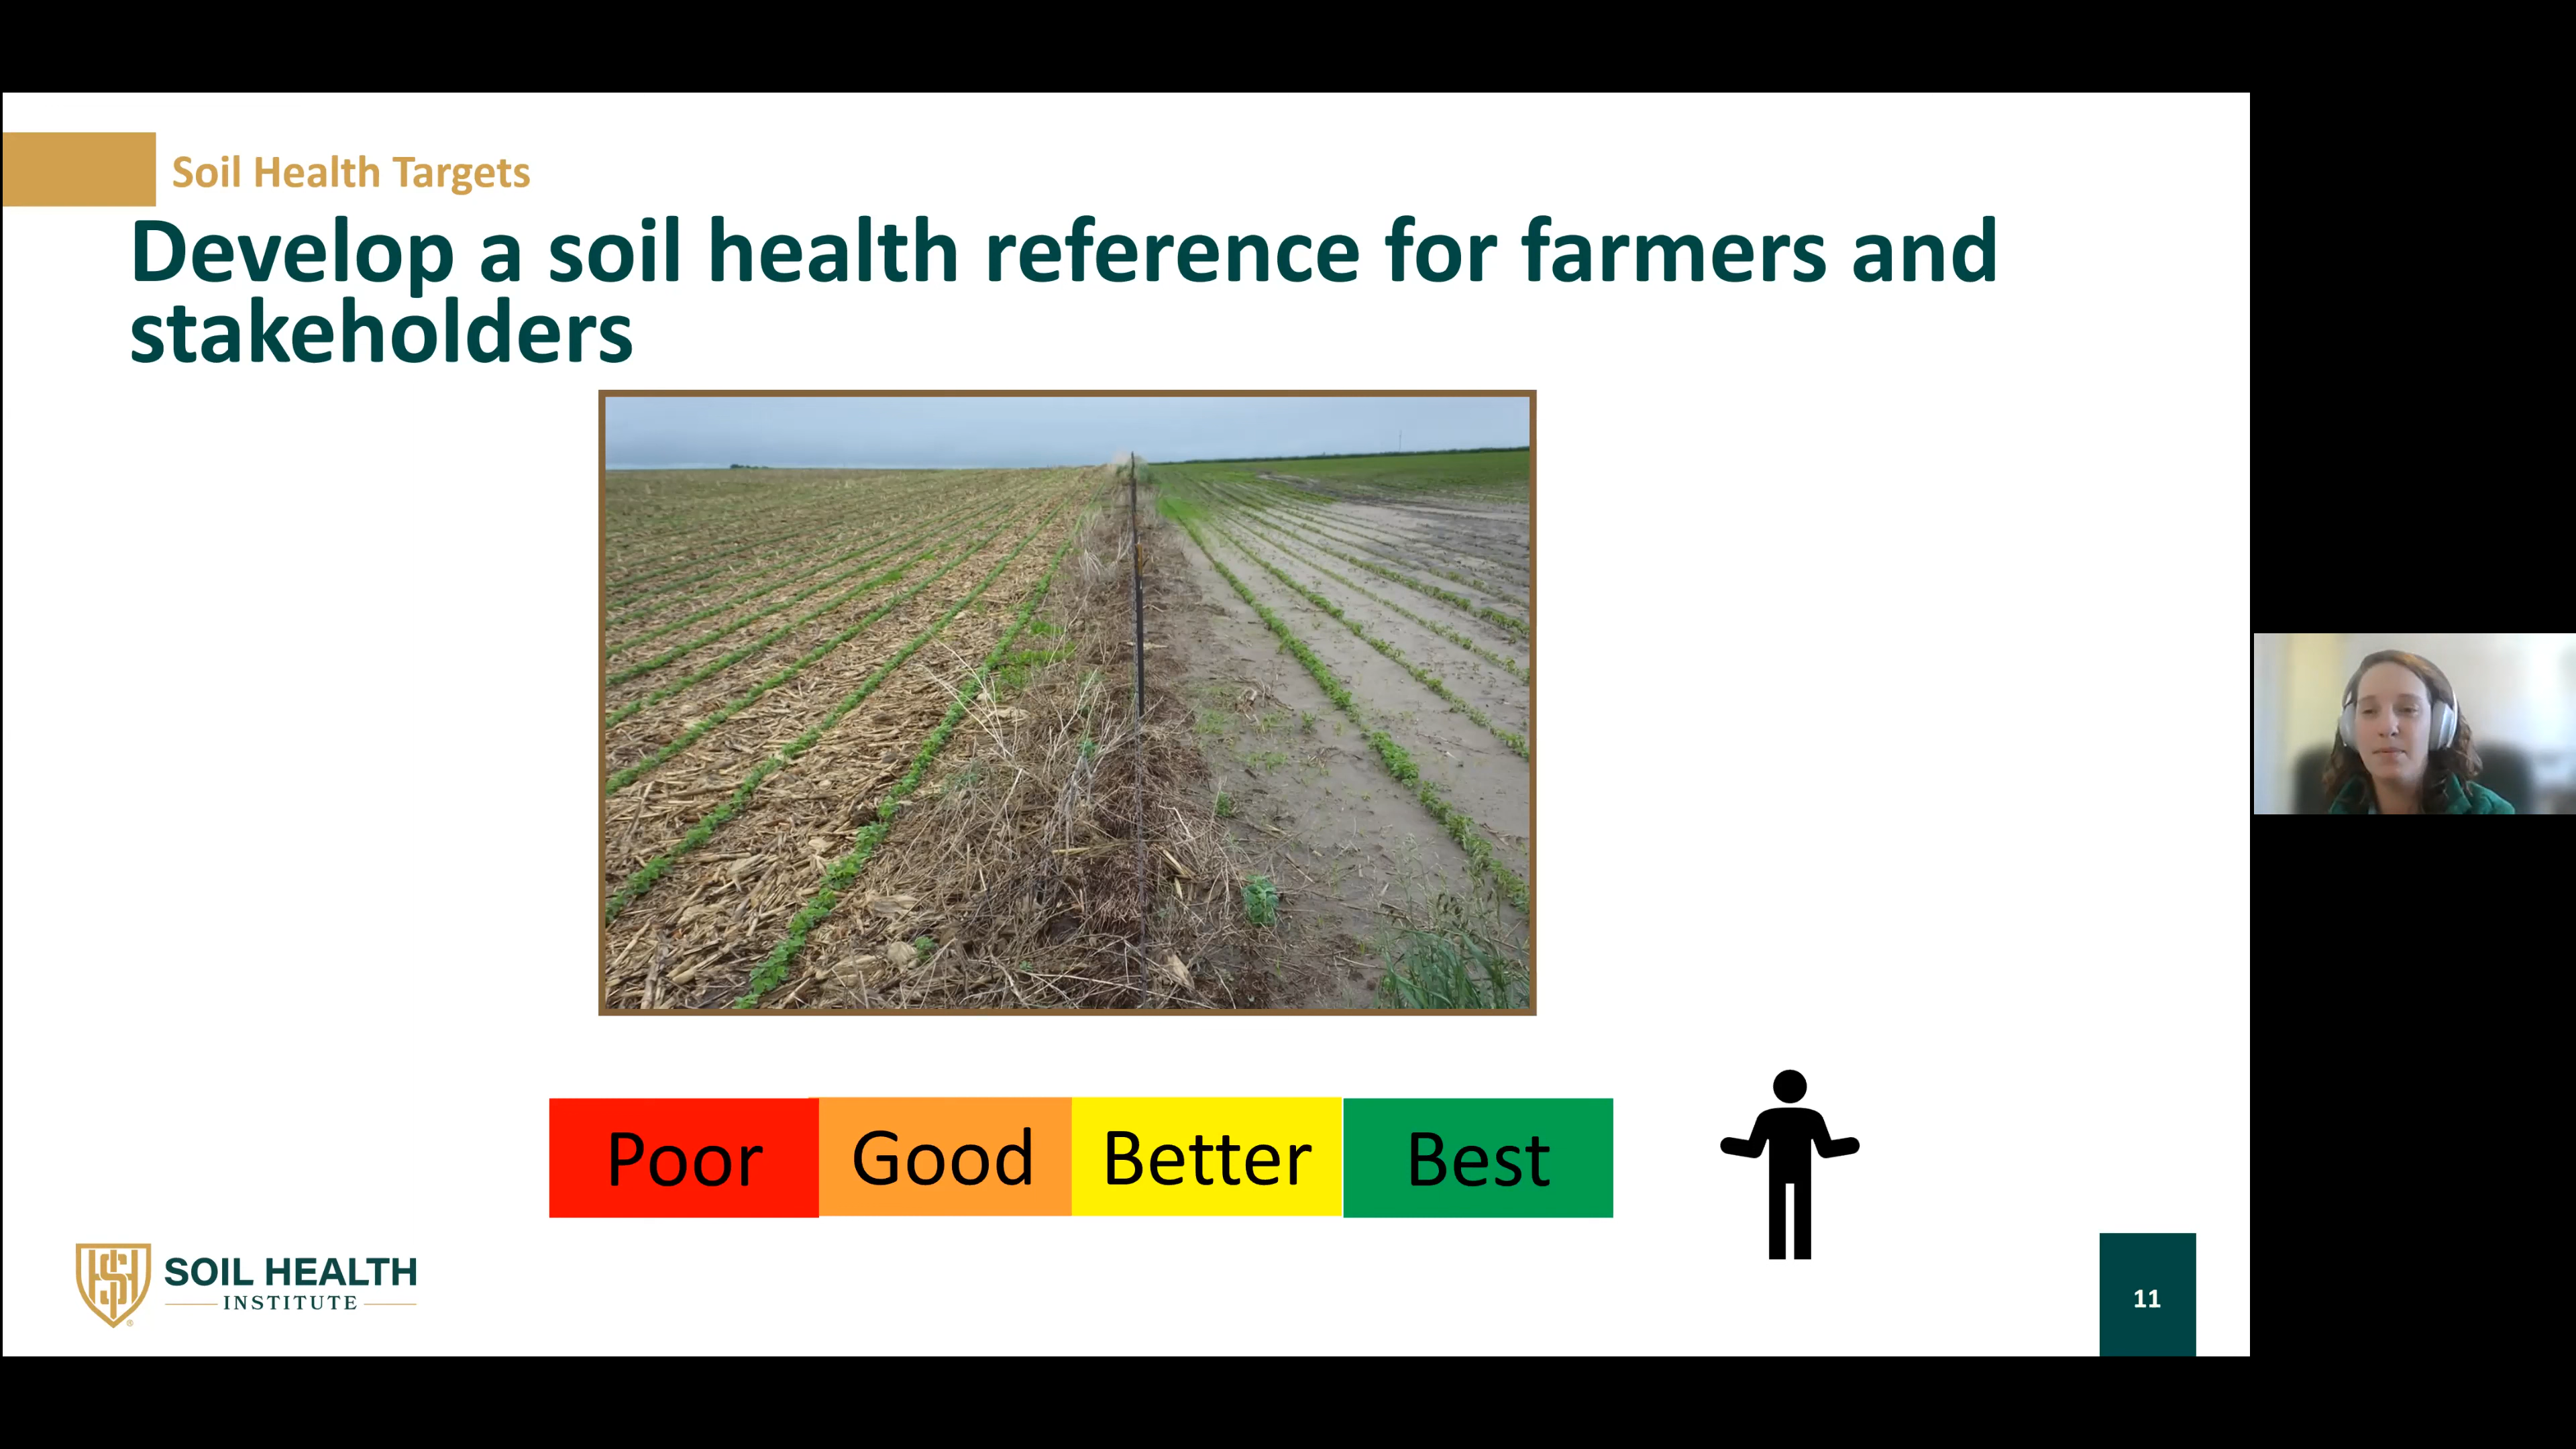 Soil Health Targets
Develop a soil health reference for farmers and
stakeholders
Poor Good Better Best
SOIL HEALTH
INSTITUTE
11